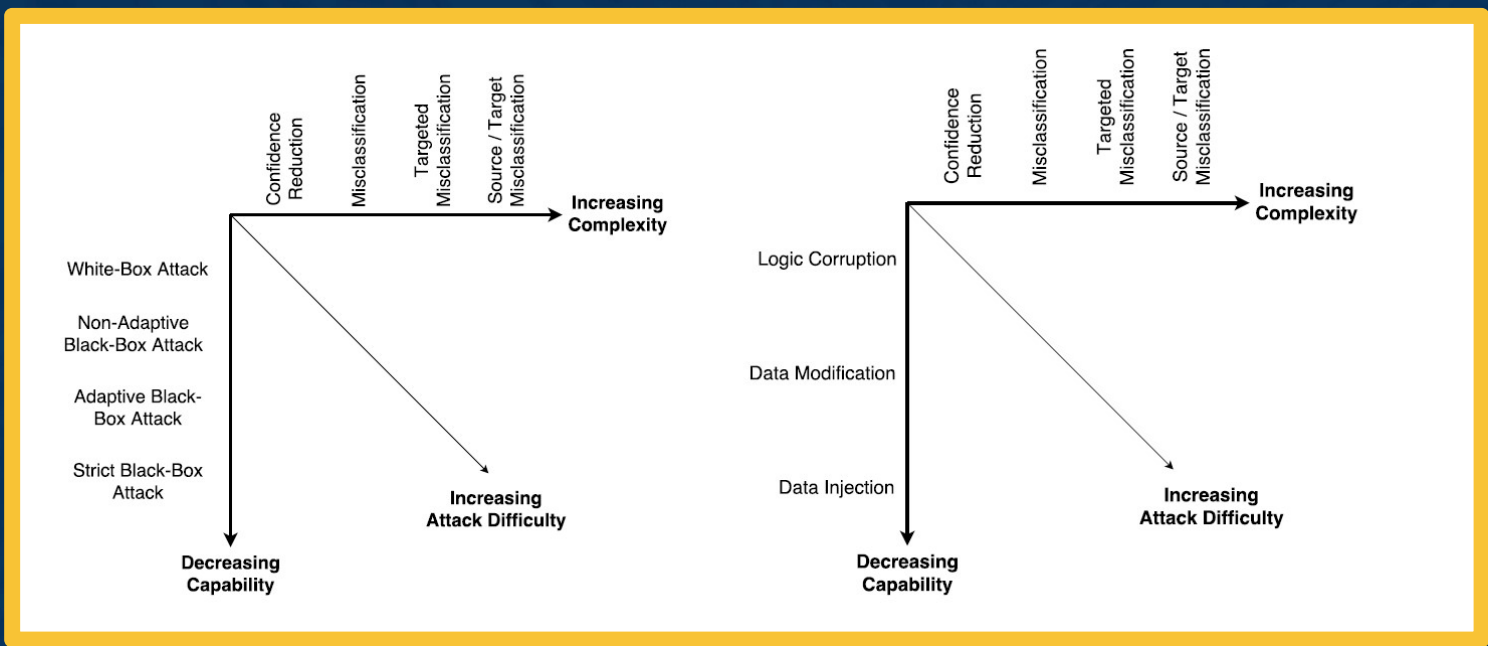 Confidence
Reduction
Misclassification
Targeted
Misclassification
Source / Target
Misclassification
Increasing
Complexity
White-Box Attack
Non-Adaptive
Black-Box Attack
Adaptive Black-
Box Attack
Strict Black-Box
Attack
Increasing
Attack Difficulty
Decreasing
Capability
Confidence
Reduction
Misclassification
Targeted
Misclassification
Source / Target
Misclassification
Increasing
Complexity
Logic Corruption
Data Modification
Data Injection
Increasing
Attack Difficulty
Decreasing
Capability